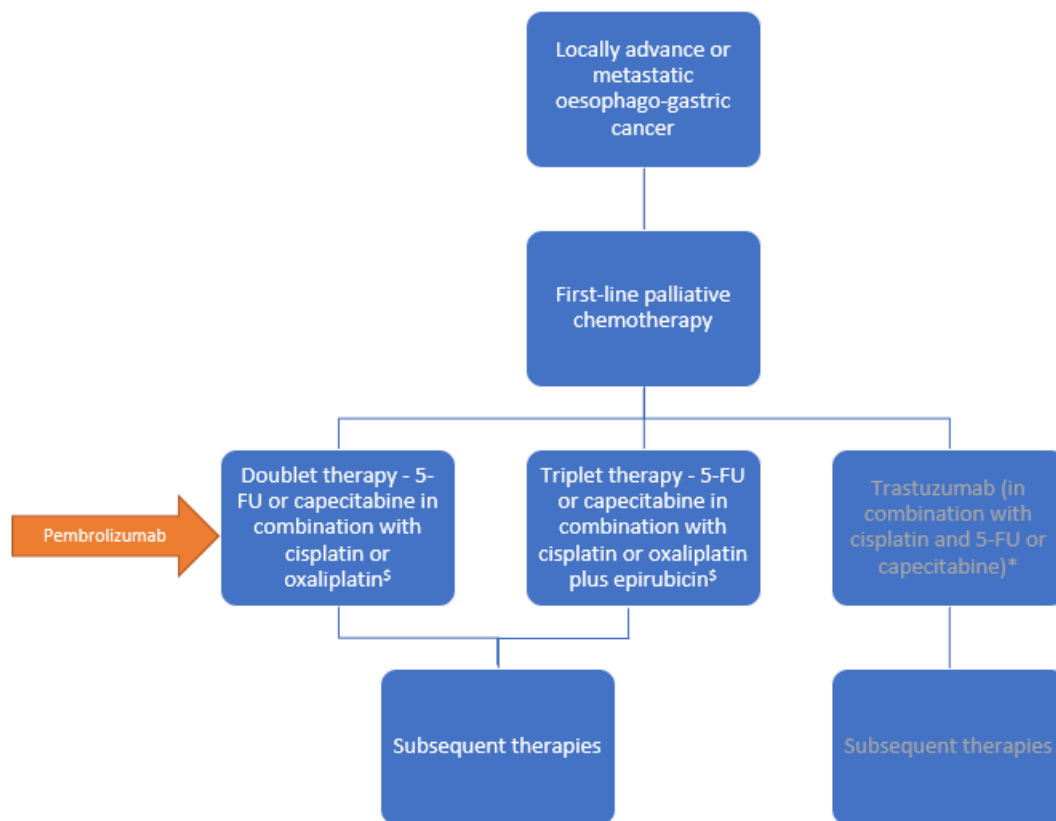 Locally advance or
metastatic
oesophago-gastric
cancer
First-line palliative
chemotherapy
Pembrolizumab
Doublet therapy - 5-
FU or capecitabine in
combination with
cisplatin or
oxaliplatin$
Triplet therapy - 5-FU
or capecitabine in
combination with
cisplatin or oxaliplatin
plus epirubicin$
Trastuzumab (in
combination with
cisplatin and 5-FU or
capecitabine)*
Subsequent therapies
Subsequent therapies